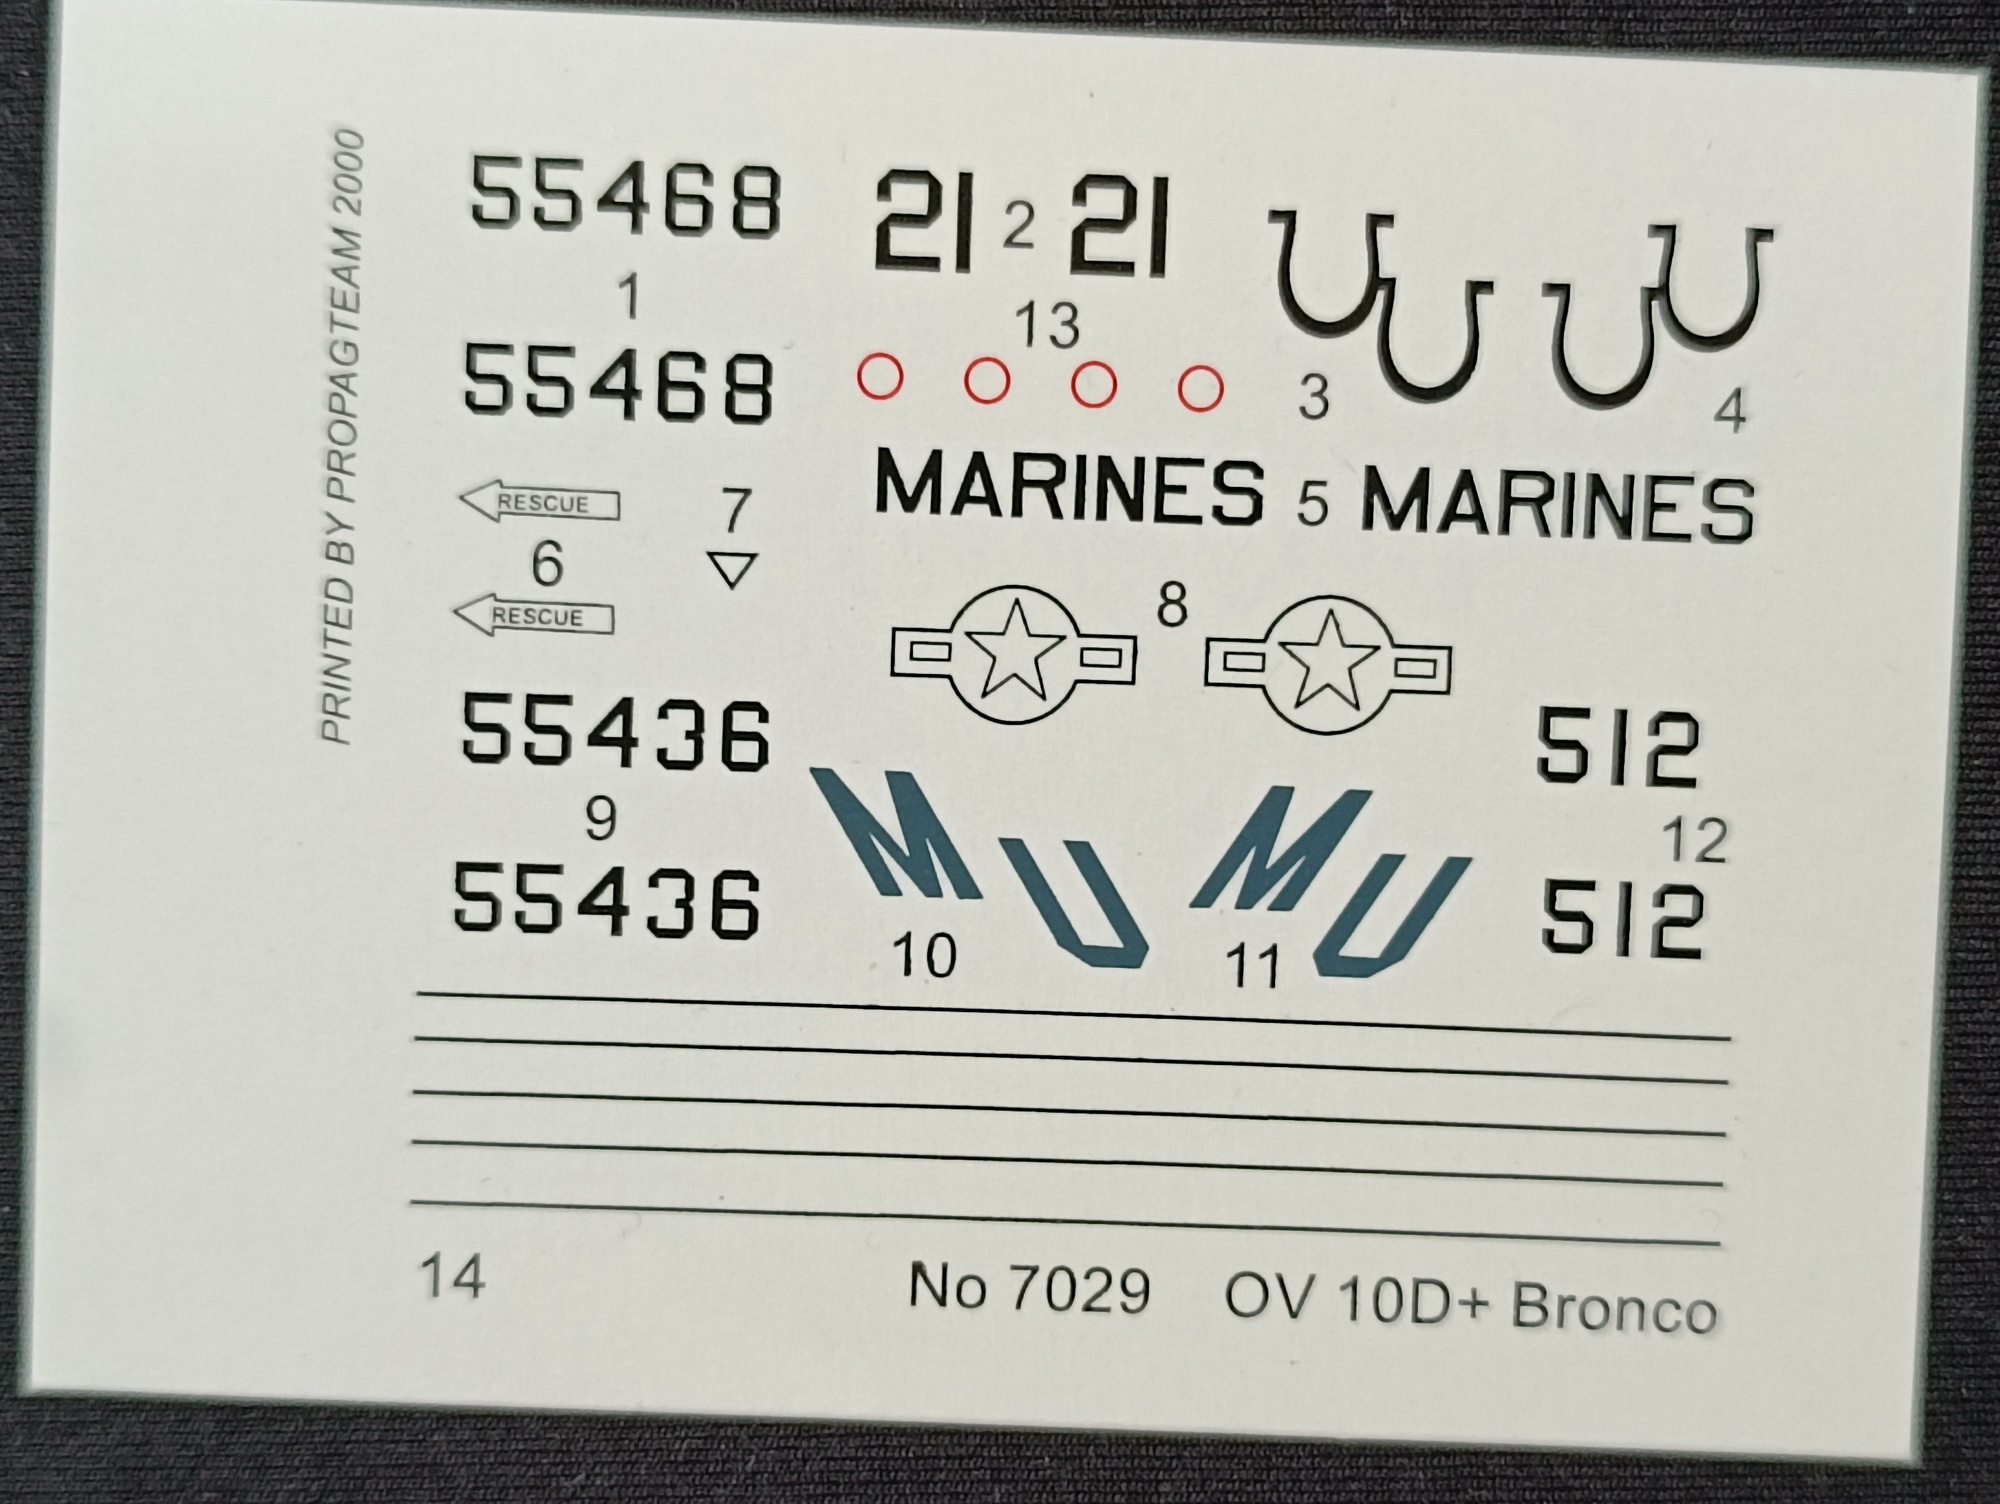 PRINTED BY PROPAGTEAM 2000
55468
1
55468
21 2 21
13
3
4
MARINES 5 MARINES
RESCUE
6
RESCUE
7
8
55436
9
55436
M U
10
M U
11
512
12
512
14
No 7029 OV 10D+ Bronco